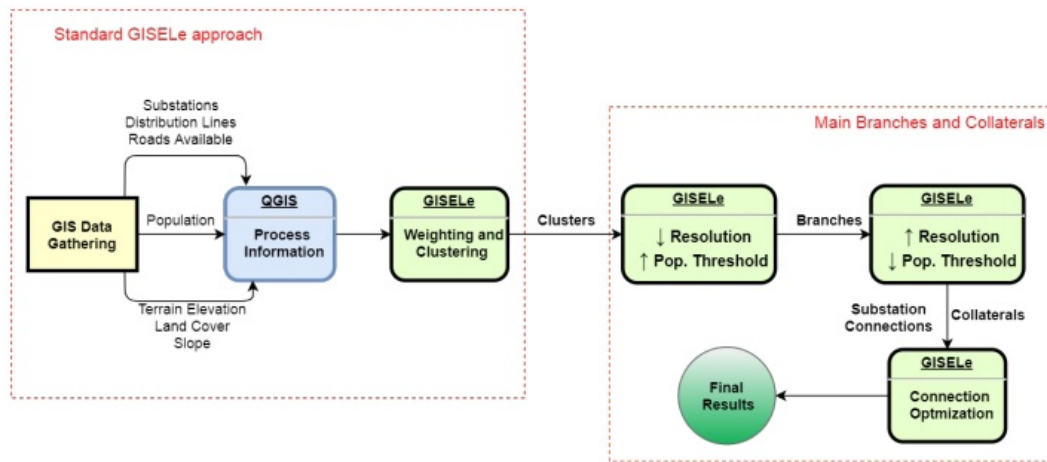 Standard GISELe approach
Substations
Distribution Lines
Roads Available
GIS Data
Gathering
Population
Terrain Elevation
Land Cover
Slope
QGIS
Process
Information
GISELe
Weighting and
Clustering
Clusters
Main Branches and Collaterals
GISELe
↓ Resolution
↑ Pop. Threshold
Branches
GISELe
↑ Resolution
↓ Pop. Threshold
Substation
Connections
Collaterals
GISELe
Connection
Optmization
Final
Results